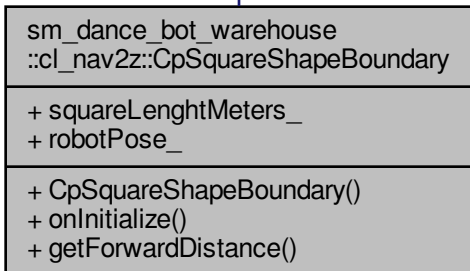 sm_dance_bot_warehouse
::cl_nav2z::CpSquareShapeBoundary
+ squareLenghtMeters_
+ robotPose_
+ CpSquareShapeBoundary()
+ onInitialize()
+ getForwardDistance()